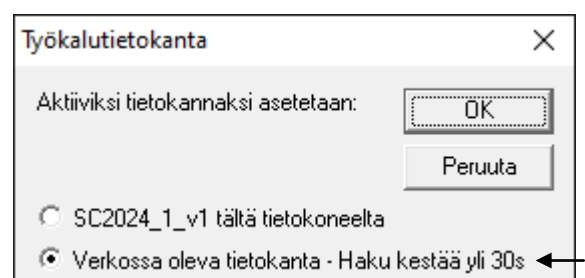 Työkalutietokanta
Aktiiviksi tietokannaksi asetetaan:
OK
Peruuta
SC2024_1_v1 tältä tietokoneelta
Verkossa oleva tietokanta - Haku kestää yli 30s